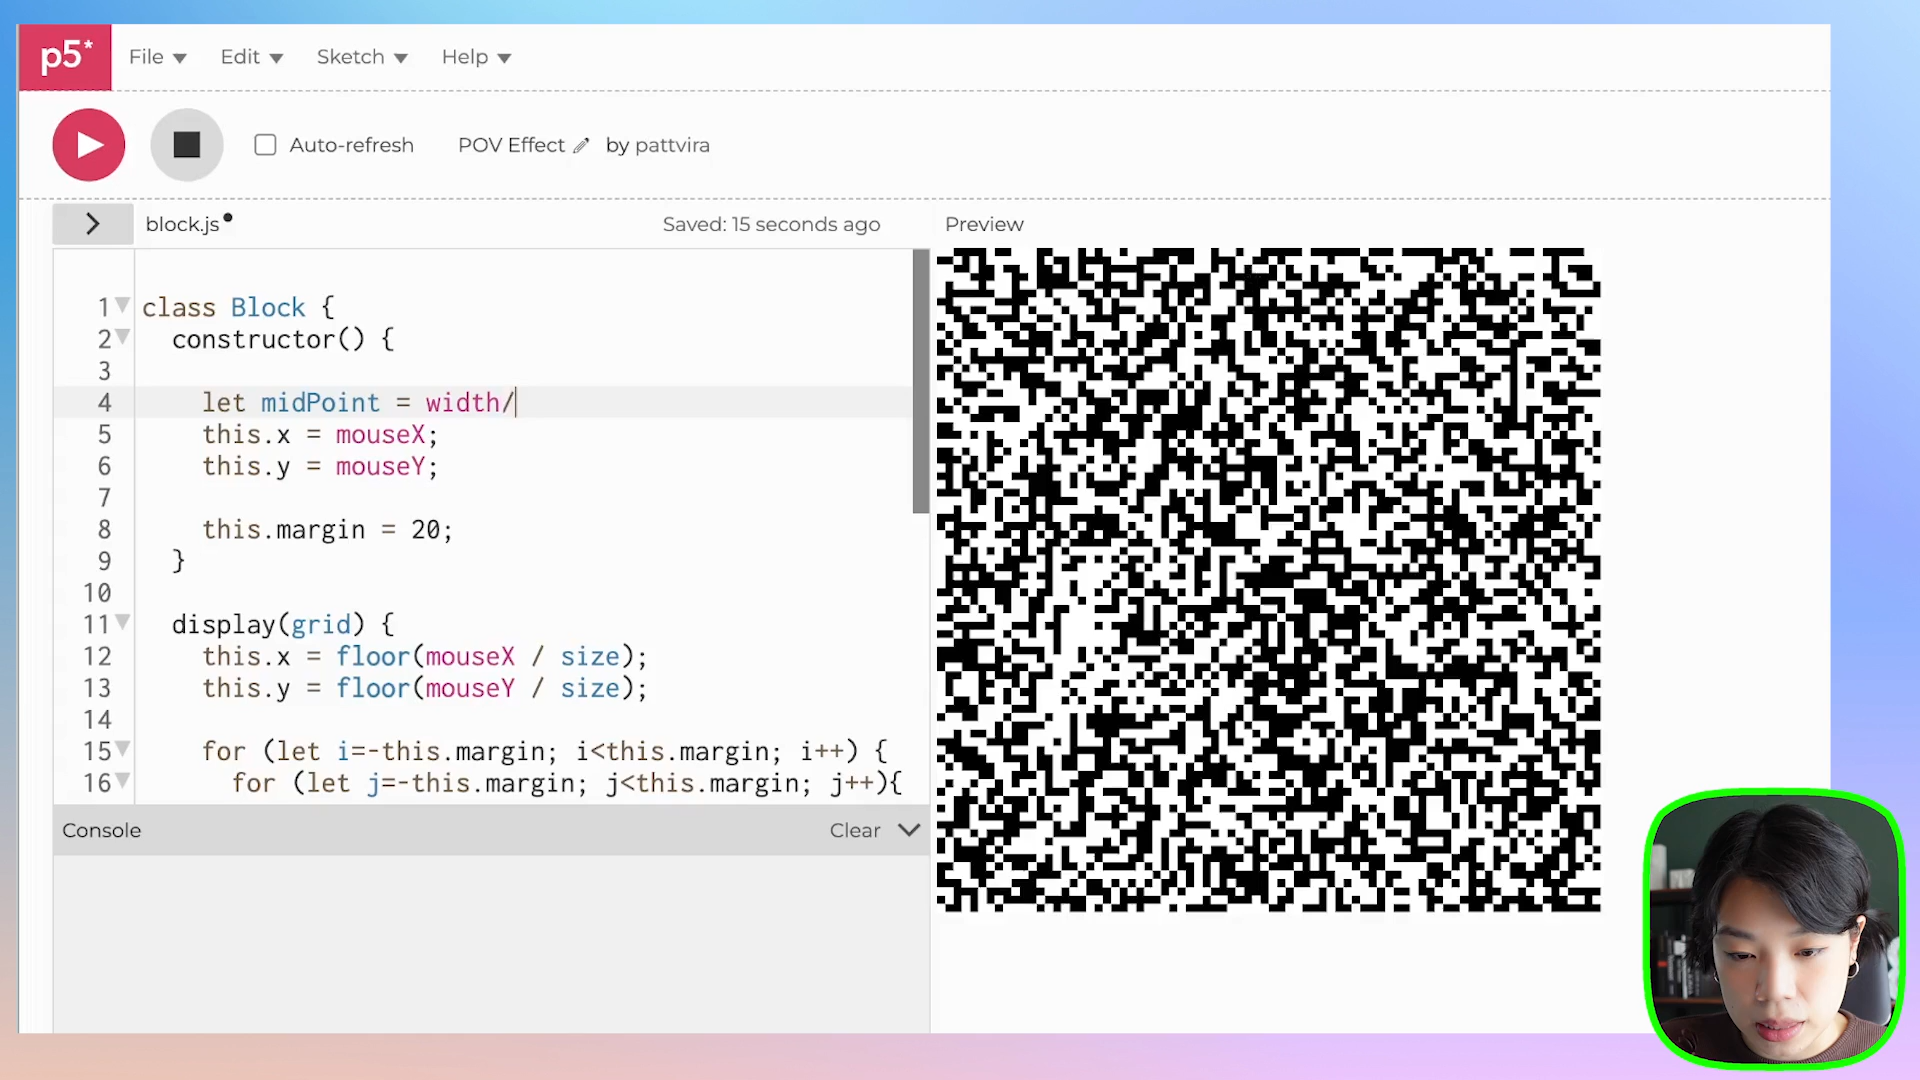 p5*
File Edit Sketch Help
Auto-refresh POV Effect by pattvira
block.js Saved: 15 seconds ago Preview
1 class Block {
2 constructor() {
3
4 let midPoint = width/
5 this.x = mouseX;
6 this.y = mouseY;
7
8 this.margin = 20;
9 }
10
11 display(grid) {
12 this.x = floor(mouseX / size);
13 this.y = floor(mouseY / size);
14
15 for (let i=-this.margin; i<this.margin; i++) {
16 for (let j=-this.margin; j<this.margin; j++){
Console Clear